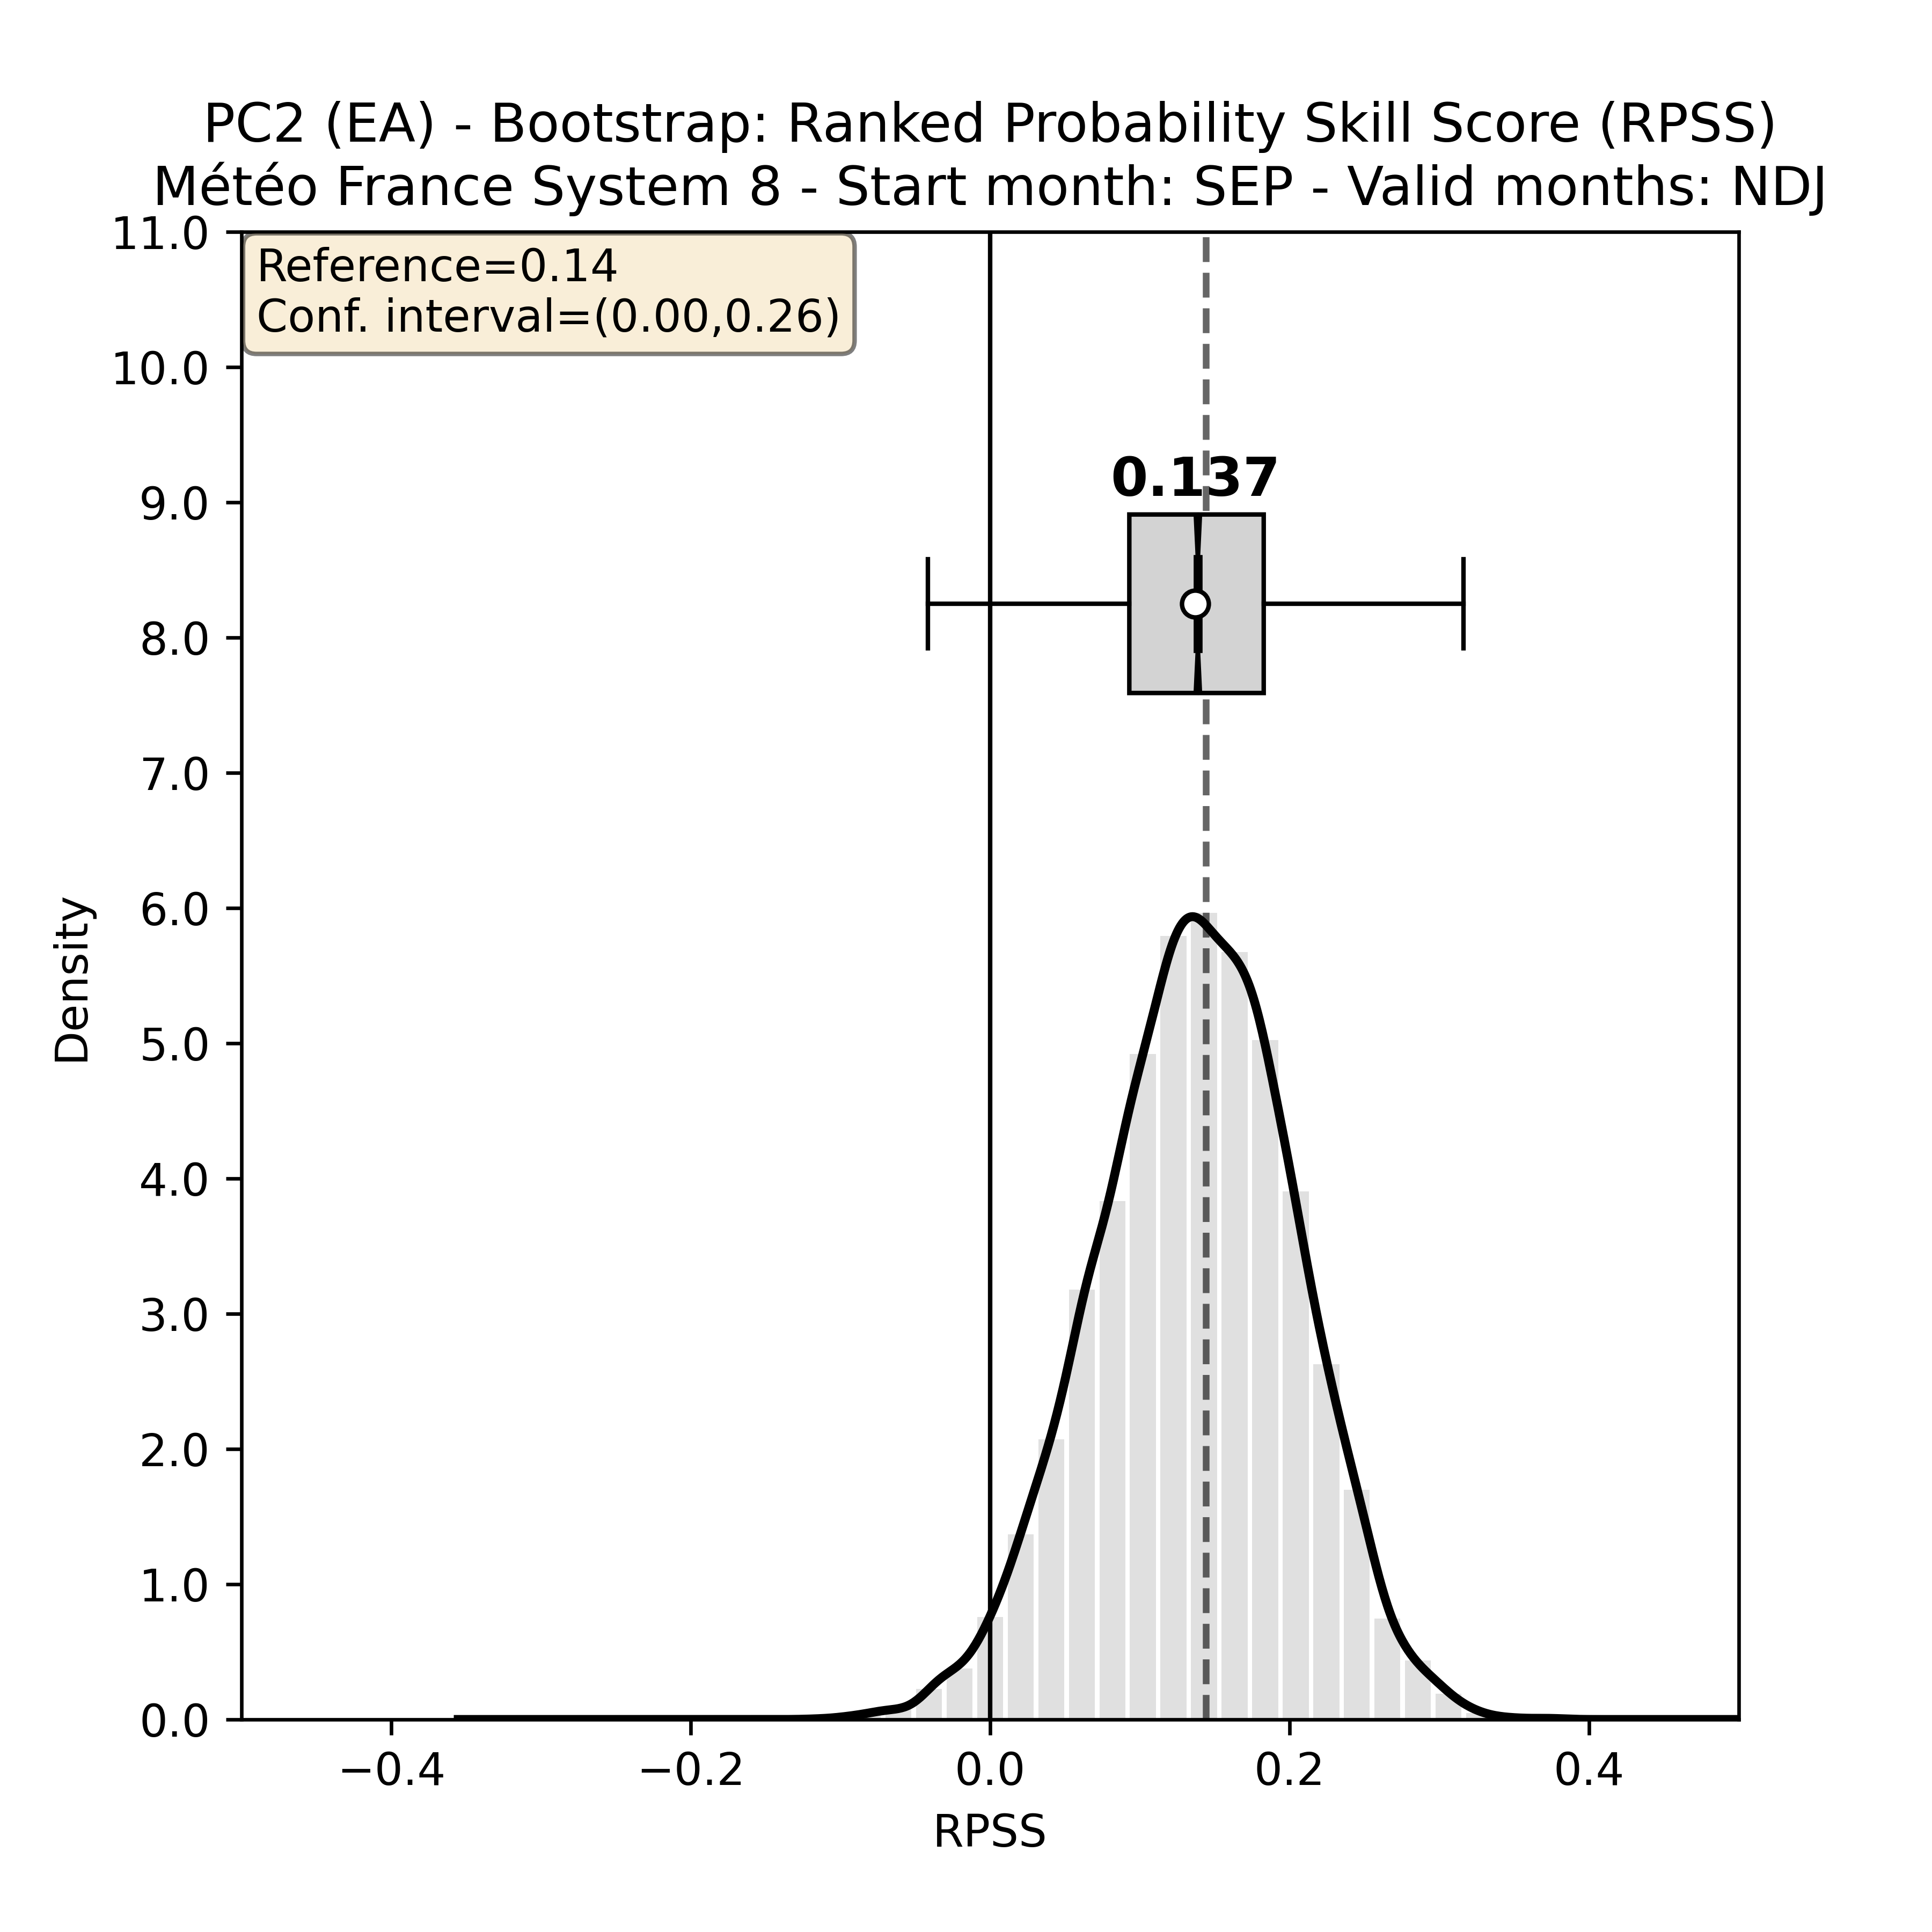 PC2 (EA) - Bootstrap: Ranked Probability Skill Score (RPSS)
Météo France System 8 - Start month: SEP - Valid months: NDJ
Reference=0.14
Conf. interval=(0.00,0.26)
11.0
10.0
9.0
8.0
7.0
6.0
5.0
4.0
3.0
2.0
1.0
0.0
Density
0.137
−0.4 −0.2 0.0 0.2 0.4
RPSS